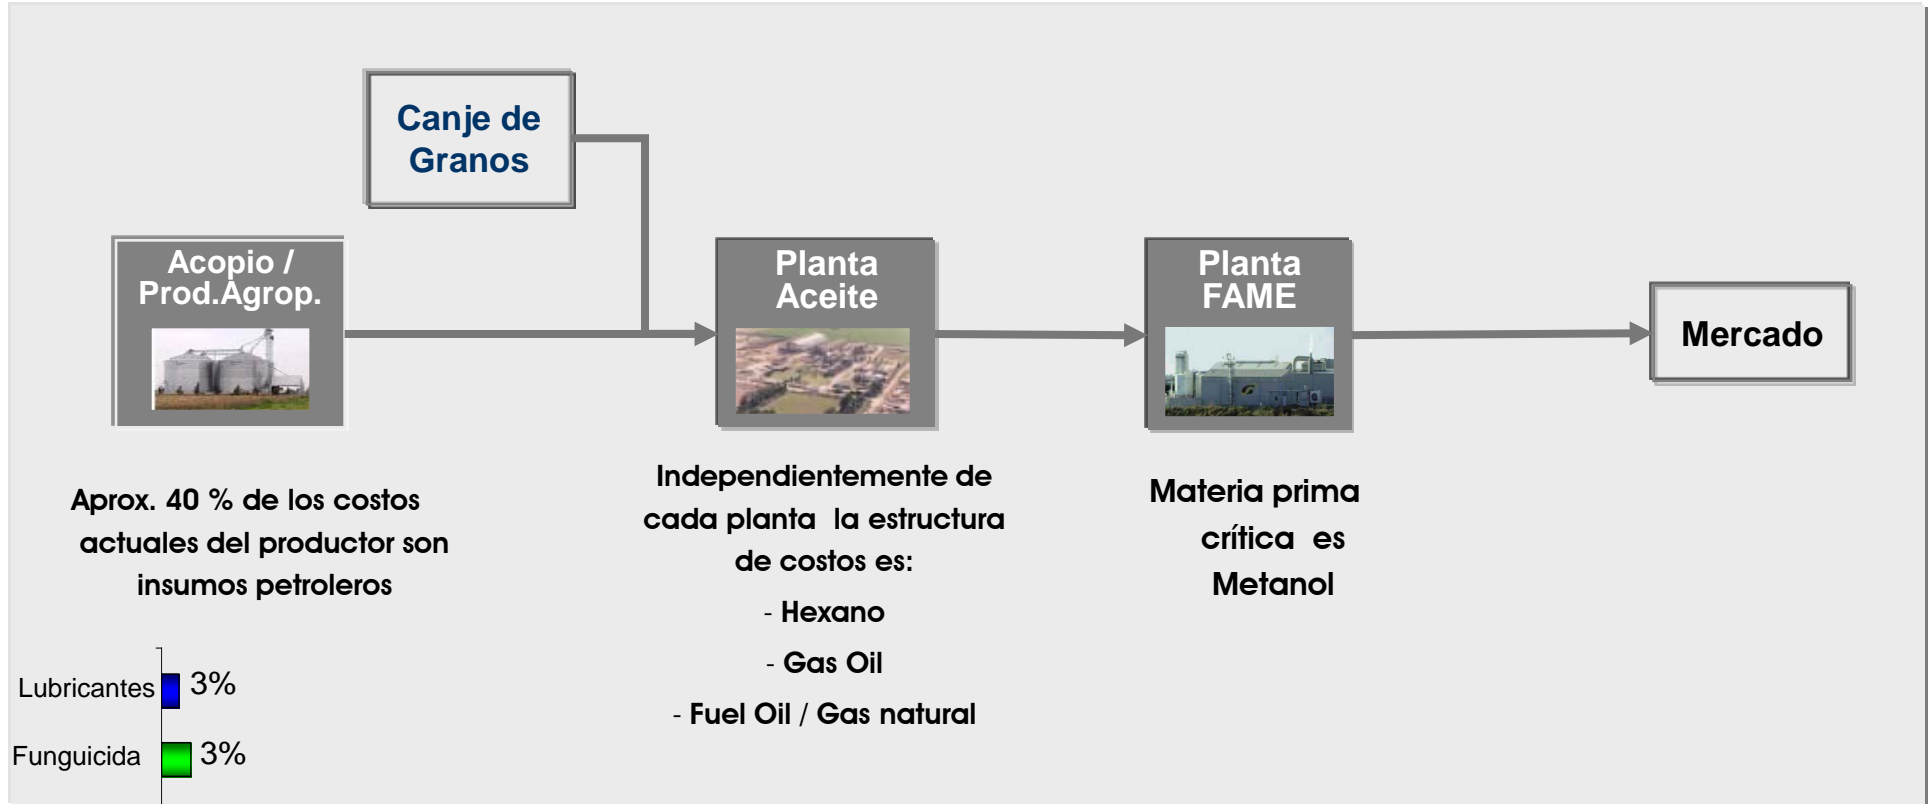 Canje de
Granos
Acopio /
Prod.Agrop.
Planta
Aceite
Planta
FAME
Mercado
Aprox. 40 % de los costos
actuales del productor son
insumos petroleros
Independientemente de
cada planta la estructura
de costos es:
- Hexano
- Gas Oil
- Fuel Oil / Gas natural
Materia prima
crítica es
Metanol
Lubricantes 3%
Funguicida 3%